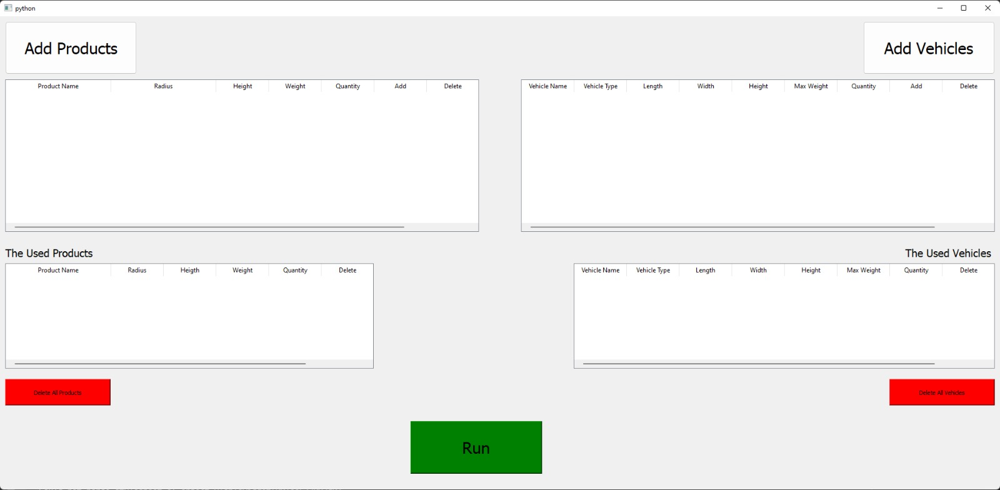 python
Add Products
Add Vehicles
Product Name Radius Height Weight Quantity Add Delete
Vehicle Name Vehicle Type Length Width Height Max Weight Quantity Add Delete
The Used Products
The Used Vehicles
Product Name Radius Heigth Weight Quantity Delete
Vehicle Name Vehicle Type Length Width Height Max Weight Quantity Delete
Delete All Products
Delete All Vehicles
Run